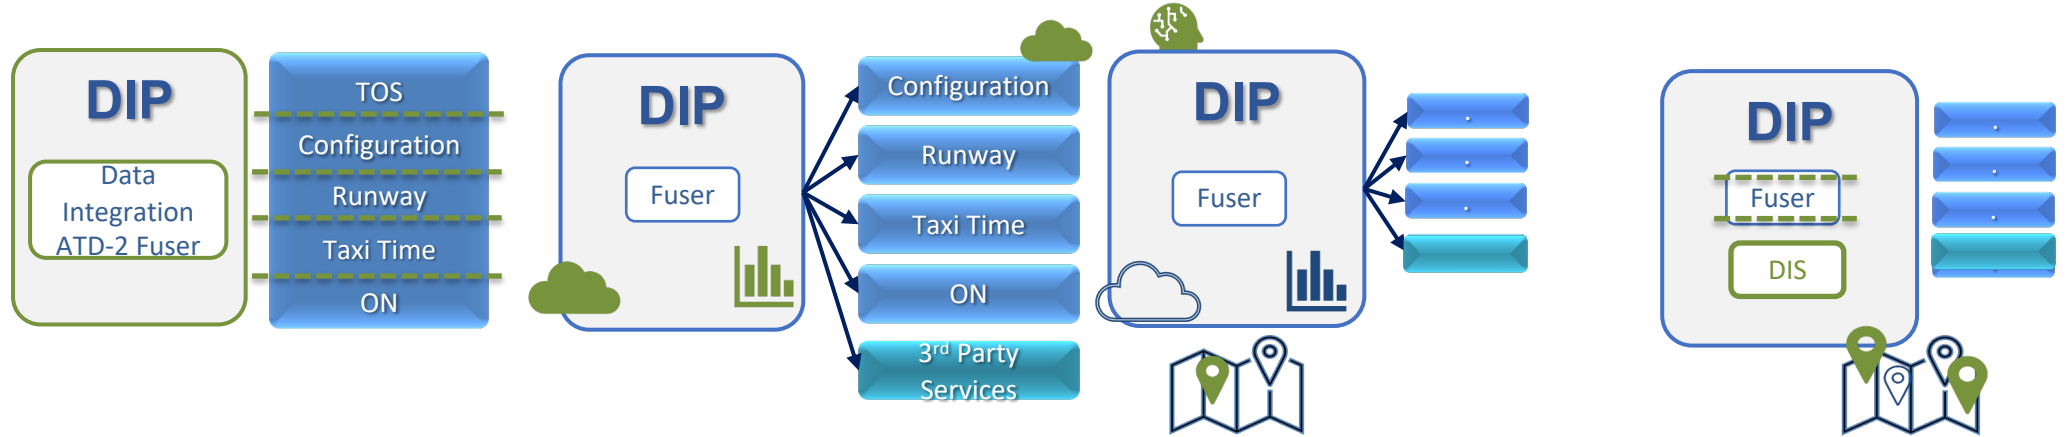 DIP
Data
Integration
ATD-2 Fuser
TOS
Configuration
Runway
Taxi Time
ON
DIP
Fuser
Configuration
Runway
Taxi Time
ON
3rd Party
Services
DIP
Fuser
.
.
.
DIP
Fuser
DIS
.
.
.
.